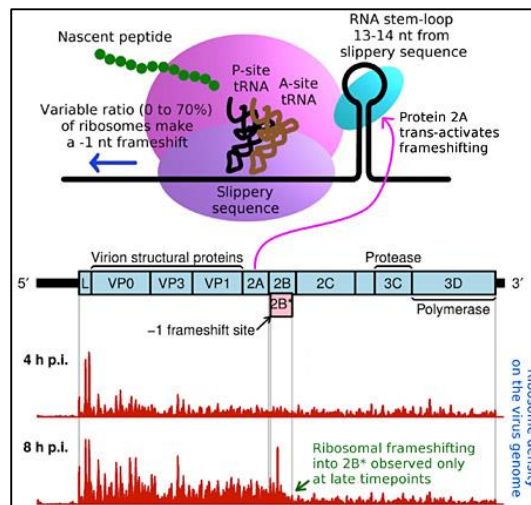 Nascent peptide
RNA stem-loop
13-14 nt from
slippery sequence
P-site
tRNA
A-site
tRNA
Variable ratio (0 to 70%)
of ribosomes make
a -1 nt frameshift
Protein 2A
trans-activates
frameshifting
Slippery
sequence
Virion structural proteins
Protease
5′ L VP0 VP3 VP1 2A 2B 2C 3C 3D 3′
2B*
Polymerase
−1 frameshift site
4 h p.i.
8 h p.i.
Ribosomal frameshifting
into 2B* observed only
at late timepoints
Ribosome density
on the virus genome